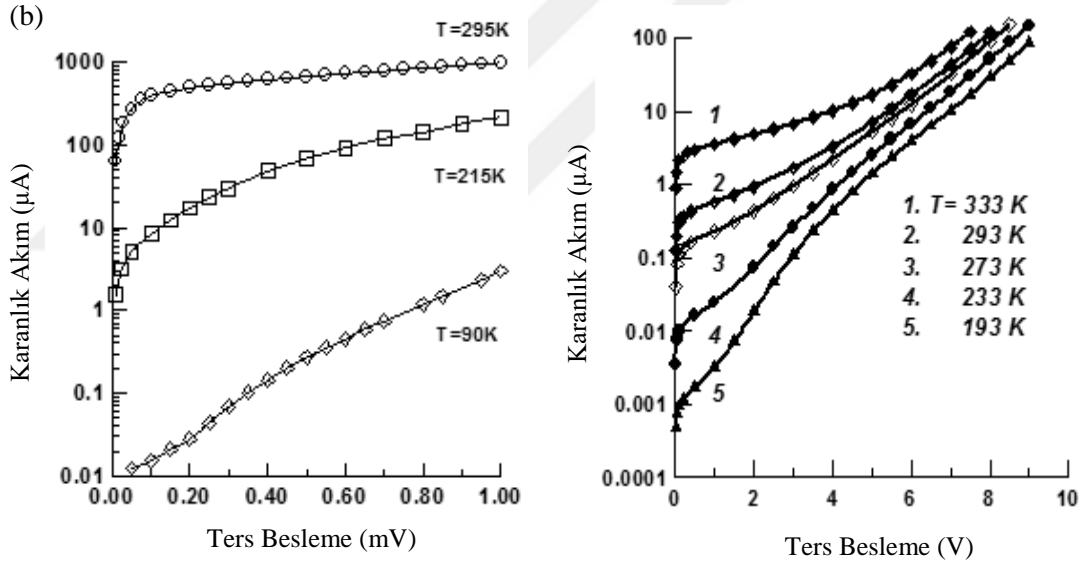 (b)
T=295K
1000
100
10
1
0.1
0.01
T=215K
T=90K
0.00 0.20 0.40 0.60 0.80 1.00
Karanlık Akım (µA)
Ters Besleme (mV)
100
10
1
0.1
0.01
0.001
0.0001
1
2
3
4
5
1. T= 333 K
2. 293 K
3. 273 K
4. 233 K
5. 193 K
0 2 4 6 8 10
Karanlık Akım (µA)
Ters Besleme (V)